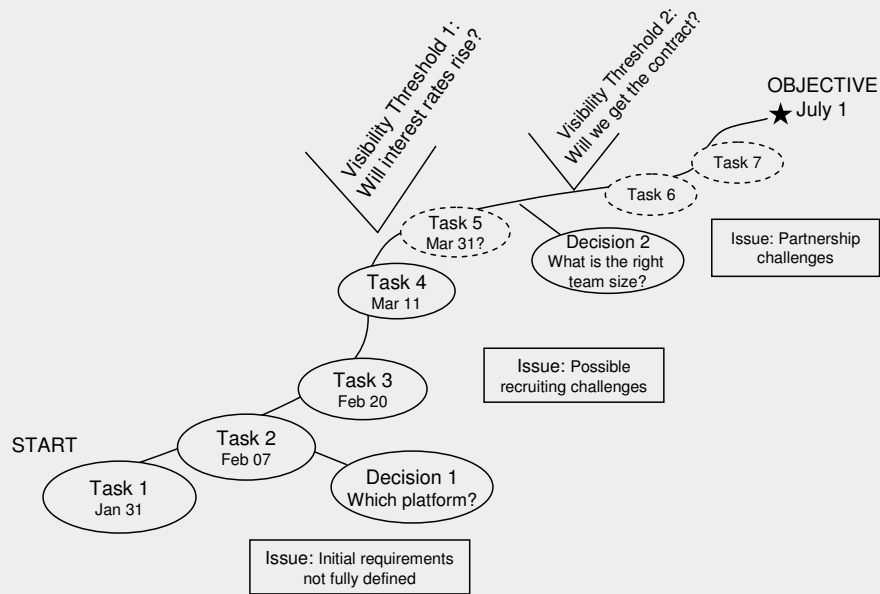 Visibility Threshold 1:
Will interest rates rise?
Visibility Threshold 2:
Will we get the contract?
OBJECTIVE
July 1
Task 7
Task 6
Task 5
Mar 31?
Decision 2
What is the right
team size?
Issue: Partnership
challenges
Task 4
Mar 11
Issue: Possible
recruiting challenges
Task 3
Feb 20
START
Task 2
Feb 07
Task 1
Jan 31
Decision 1
Which platform?
Issue: Initial requirements
not fully defined